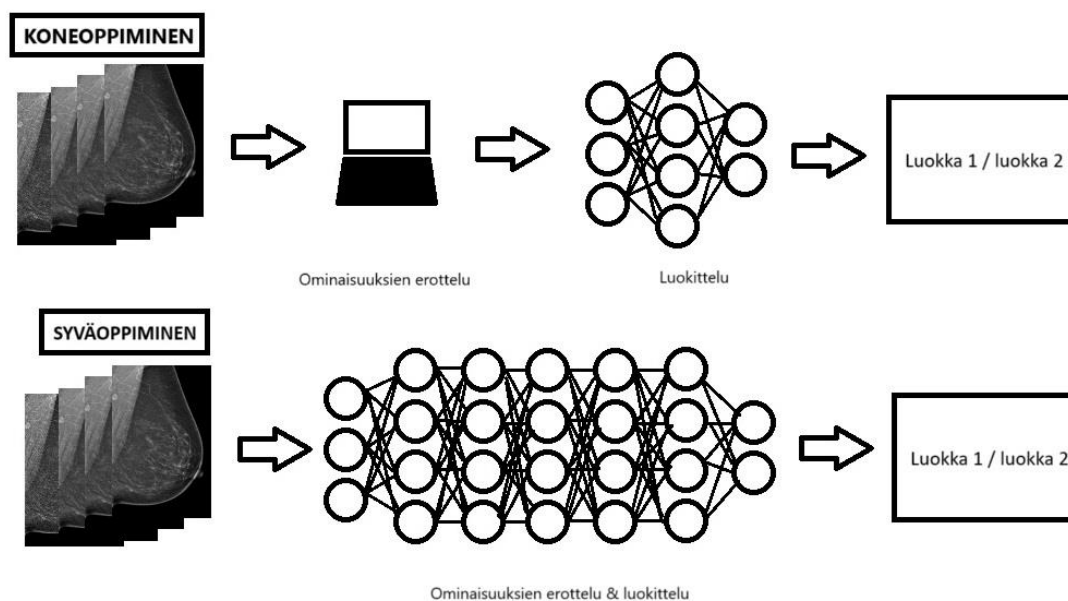 KONEOPPIMINEN
Luokka 1 / luokka 2
Ominaisuuksien erottelu
Luokittelu
SYVÄOPPIMINEN
Luokka 1 / luokka 2
Ominaisuuksien erottelu & luokittelu